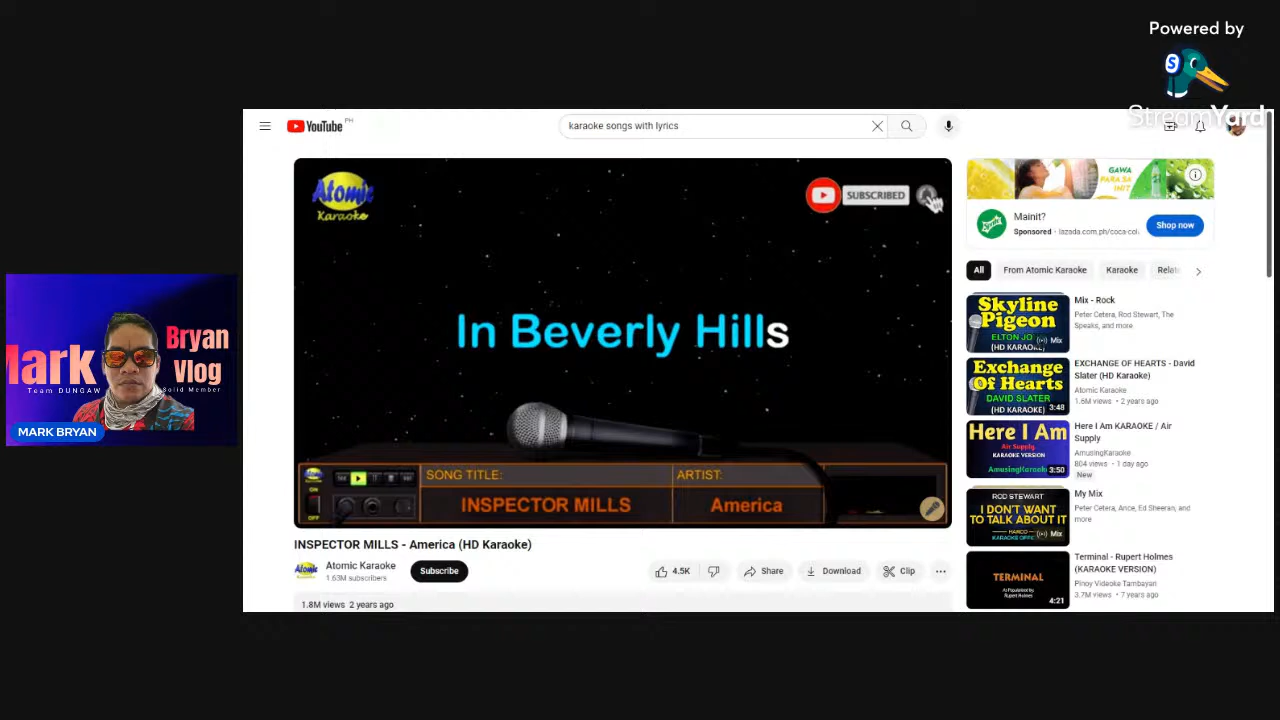 Powered by
StreamYard
YouTube PH
karaoke songs with lyrics
Atomic
Karaoke
SUBSCRIBED
In Beverly Hills
SONG TITLE:
ARTIST:
INSPECTOR MILLS
America
ON
OFF
INSPECTOR MILLS - America (HD Karaoke)
Atomic Karaoke
1.63M subscribers
Subscribe
4.5K
Share
Download
Clip
1.8M views 2 years ago
GAWA
PARA SA
INIT
Mainit?
Sponsored · lazada.com.ph/coca-col
Shop now
All
From Atomic Karaoke
Karaoke
Skyline
Pigeon
ELTON JO
(HD KARAOKE)
Mix
Mix - Rock
Peter Cetera, Rod Stewart, The
Speaks, and more
Exchange
Of Hearts
DAVID SLATER
(HD KARAOKE)
3:48
EXCHANGE OF HEARTS - David
Slater (HD Karaoke)
Atomic Karaoke
1.6M views • 2 years ago
Here I Am
Air Supply
KARAOKE VERSION
AmusingKaraoke
3:50
Here I Am KARAOKE / Air
Supply
AmusingKaraoke
804 views • 1 day ago
New
ROD STEWART
I DON'T WANT
TO TALK ABOUT IT
Mix
My Mix
Peter Cetera, Ance, Ed Sheeran, and
more
TERMINAL
Rupert Holmes
4:21
Terminal - Rupert Holmes
(KARAOKE VERSION)
Pinoy Videoke Tambayan
3.7M views • 7 years ago
Mark
Bryan
Vlog
Team DUNGAW
Solid Member
MARK BRYAN